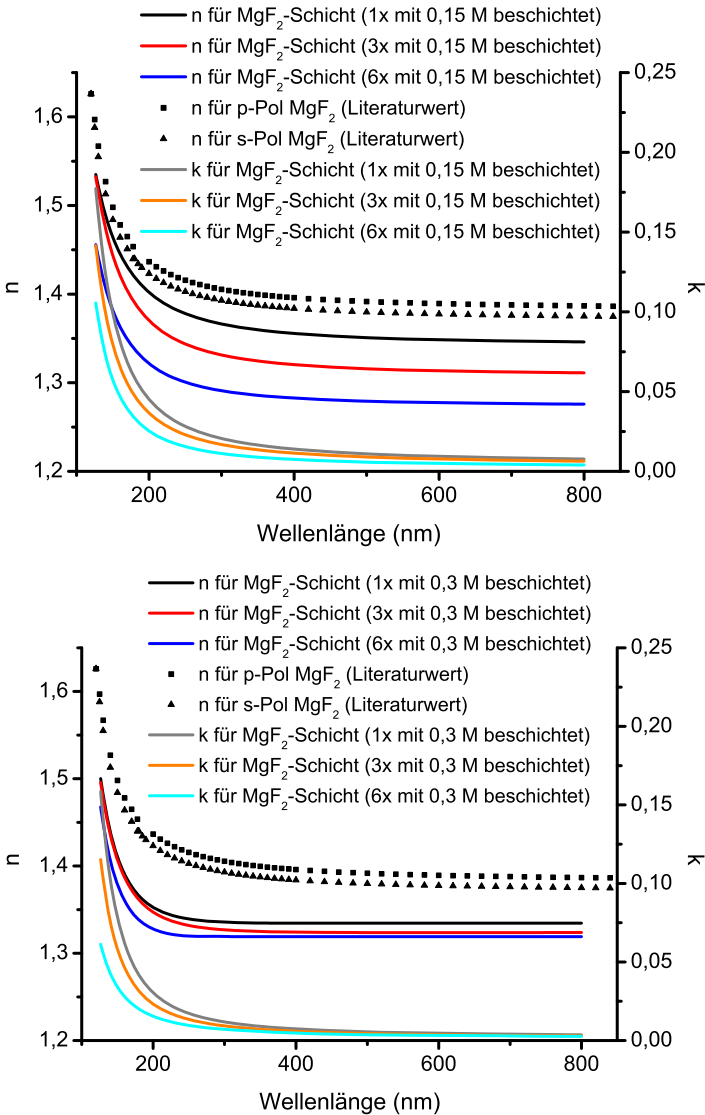 n für MgF2-Schicht (1x mit 0,15 M beschichtet)
n für MgF2-Schicht (3x mit 0,15 M beschichtet)
n für MgF2-Schicht (6x mit 0,15 M beschichtet)
n für p-Pol MgF2 (Literaturwert)
n für s-Pol MgF2 (Literaturwert)
k für MgF2-Schicht (1x mit 0,15 M beschichtet)
k für MgF2-Schicht (3x mit 0,15 M beschichtet)
k für MgF2-Schicht (6x mit 0,15 M beschichtet)
1,6
1,5
1,4
1,3
1,2
n
0,25
0,20
0,15
0,10
0,05
0,00
k
200 400 600 800
Wellenlänge (nm)
n für MgF2-Schicht (1x mit 0,3 M beschichtet)
n für MgF2-Schicht (3x mit 0,3 M beschichtet)
n für MgF2-Schicht (6x mit 0,3 M beschichtet)
n für p-Pol MgF2 (Literaturwert)
n für s-Pol MgF2 (Literaturwert)
k für MgF2-Schicht (1x mit 0,3 M beschichtet)
k für MgF2-Schicht (3x mit 0,3 M beschichtet)
k für MgF2-Schicht (6x mit 0,3 M beschichtet)
1,6
1,5
1,4
1,3
1,2
n
0,25
0,20
0,15
0,10
0,05
0,00
k
200 400 600 800
Wellenlänge (nm)